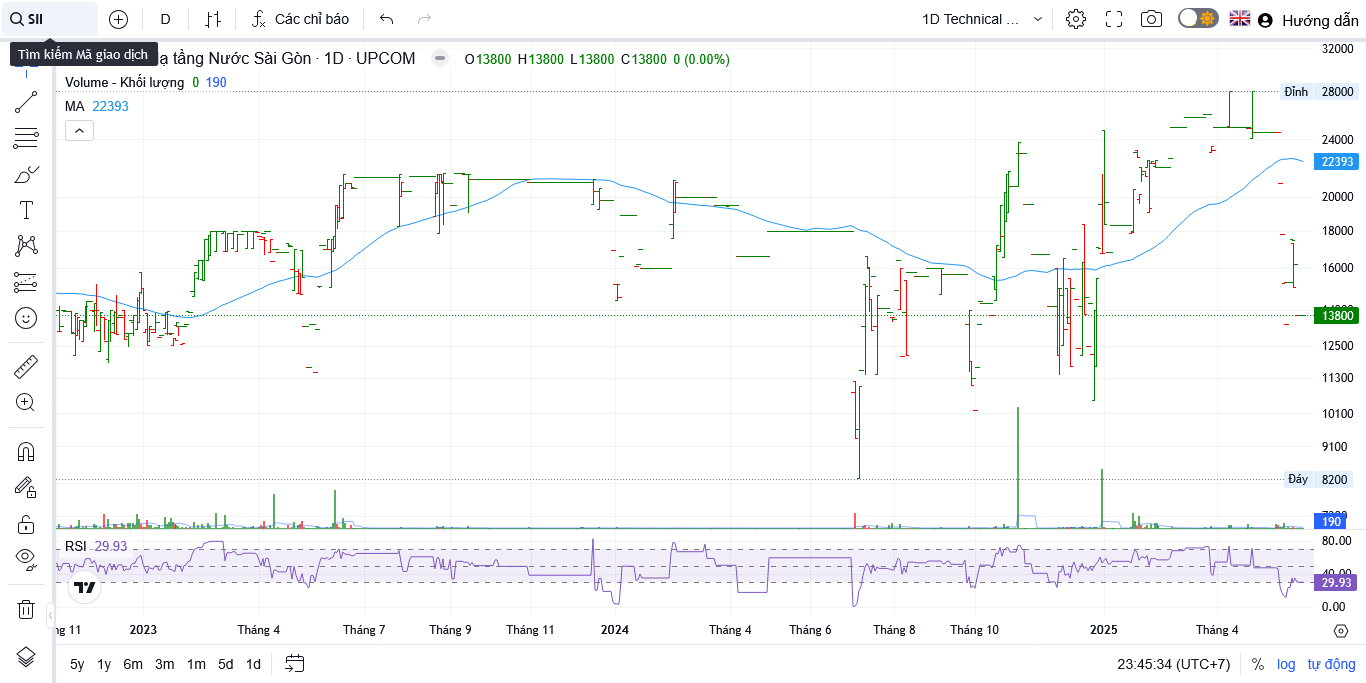 SII D Các chỉ báo 1D Technical ... Hướng dẫn
Tìm kiếm Mã giao dịch
ạ tầng Nước Sài Gòn · 1D · UPCOM O13800 H13800 L13800 C13800 0 (0.00%)
Volume - Khối lượng 0 190
MA 22393
32000
Đỉnh 28000
24000
22393
20000
18000
16000
13800
12500
11300
10100
9100
Đáy 8200
190
RSI 29.93
80.00
40.00
29.93
0.00
ng 11 2023 Tháng 4 Tháng 7 Tháng 9 Tháng 11 2024 Tháng 4 Tháng 6 Tháng 8 Tháng 10 2025 Tháng 4
5y 1y 6m 3m 1m 5d 1d 23:45:34 (UTC+7) % log tự động